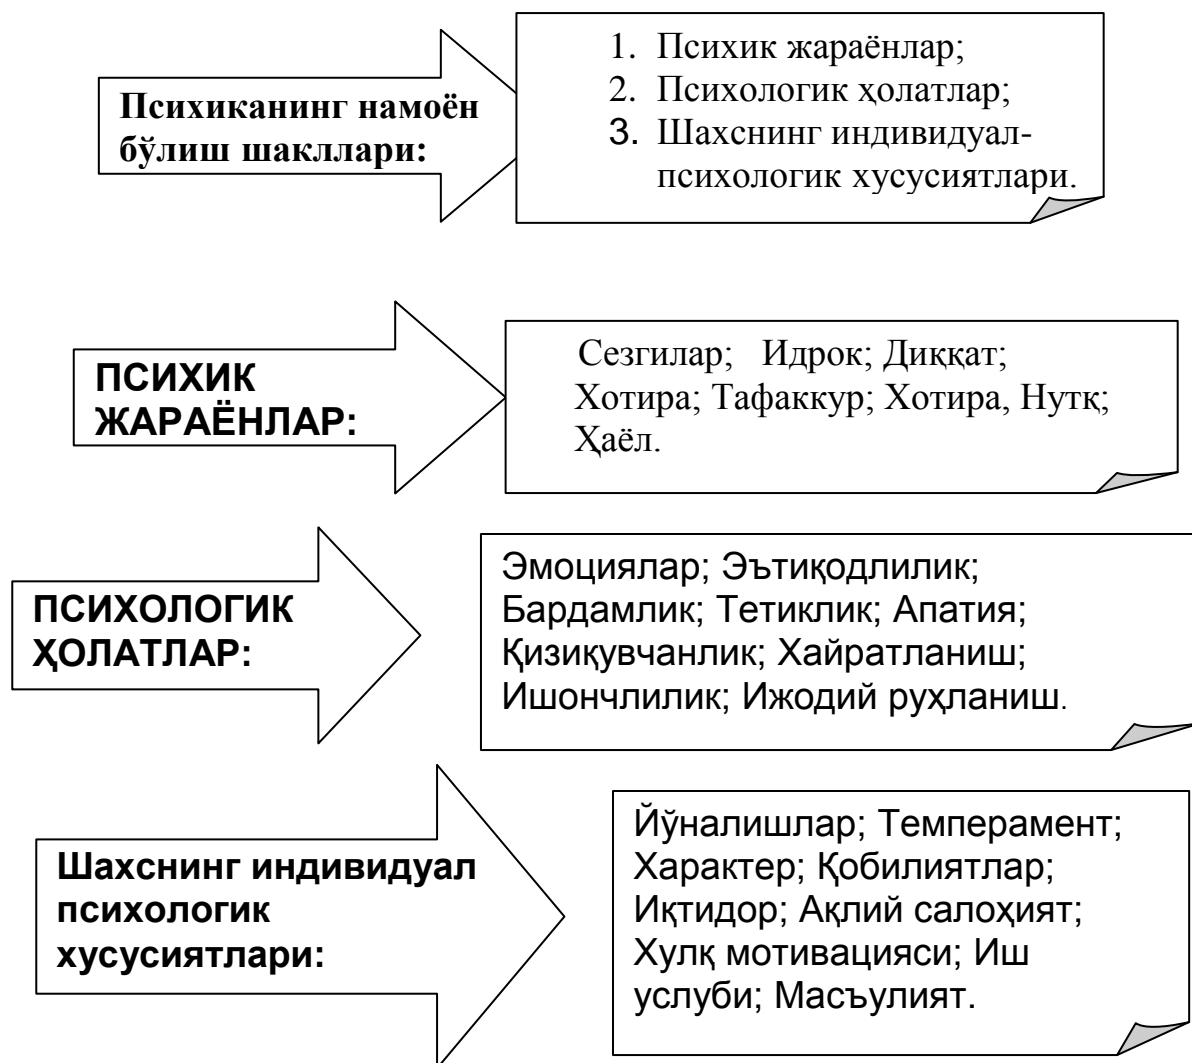 Психиканинг намоён
бўлиш шакллари:
1. Психик жараёнлар;
2. Психологик ҳолатлар;
3. Шахснинг индивидуал-
психологик хусусиятлари.
ПСИХИК
ЖАРАЁНЛАР:
Сезгилар; Идрок; Диққат;
Хотира; Тафаккур; Хотира, Нутқ;
Ҳаёл.
ПСИХОЛОГИК
ҲОЛАТЛАР:
Эмоциялар; Эътиқодлилик;
Бардамлик; Тетиклик; Апатия;
Қизиқувчанлик; Хайратланиш;
Ишончлилик; Ижодий руҳланиш.
Шахснинг индивидуал
психологик
хусусиятлари:
Йўналишлар; Темперамент;
Характер; Қобилиятлар;
Иқтидор; Ақлий салоҳият;
Хулқ мотивацияси; Иш
услуби; Масъулият.